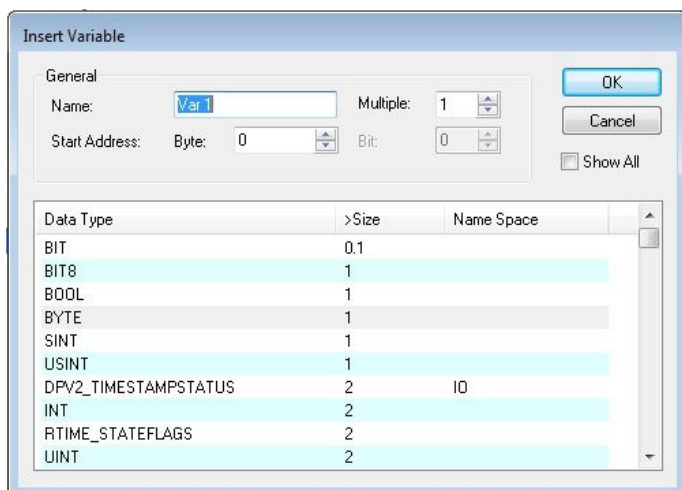 Insert Variable
General
Name: Var 1 Multiple: 1
Start Address: Byte: 0 Bit: 0
OK
Cancel
Show All
Data Type >Size Name Space
BIT 0.1
BIT8 1
BOOL 1
BYTE 1
SINT 1
USINT 1
DPV2_TIMESTAMPSTATUS 2 IO
INT 2
RTIME_STATEFLAGS 2
UINT 2